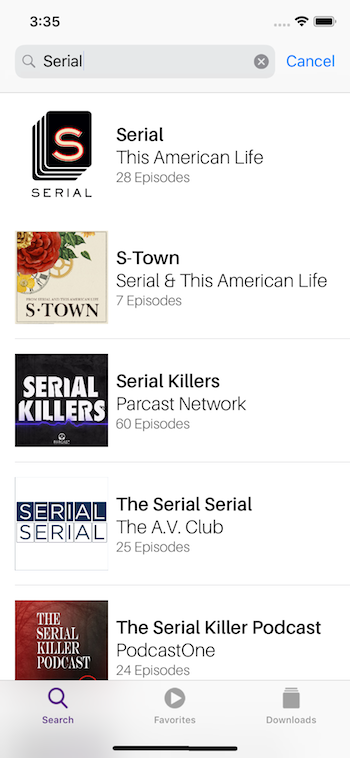 3:35
Serial
Cancel
S
SERIAL
Serial
This American Life
28 Episodes
FROM SERIAL AND THIS AMERICAN LIFE
S-TOWN
S-Town
Serial & This American Life
7 Episodes
SERIAL
KILLERS
PARCAST
Serial Killers
Parcast Network
60 Episodes
SERIAL
SERIAL
The Serial Serial
The A.V. Club
25 Episodes
THE
SERIAL
KILLER
PODCAST
The Serial Killer Podcast
PodcastOne
24 Episodes
Search
Favorites
Downloads